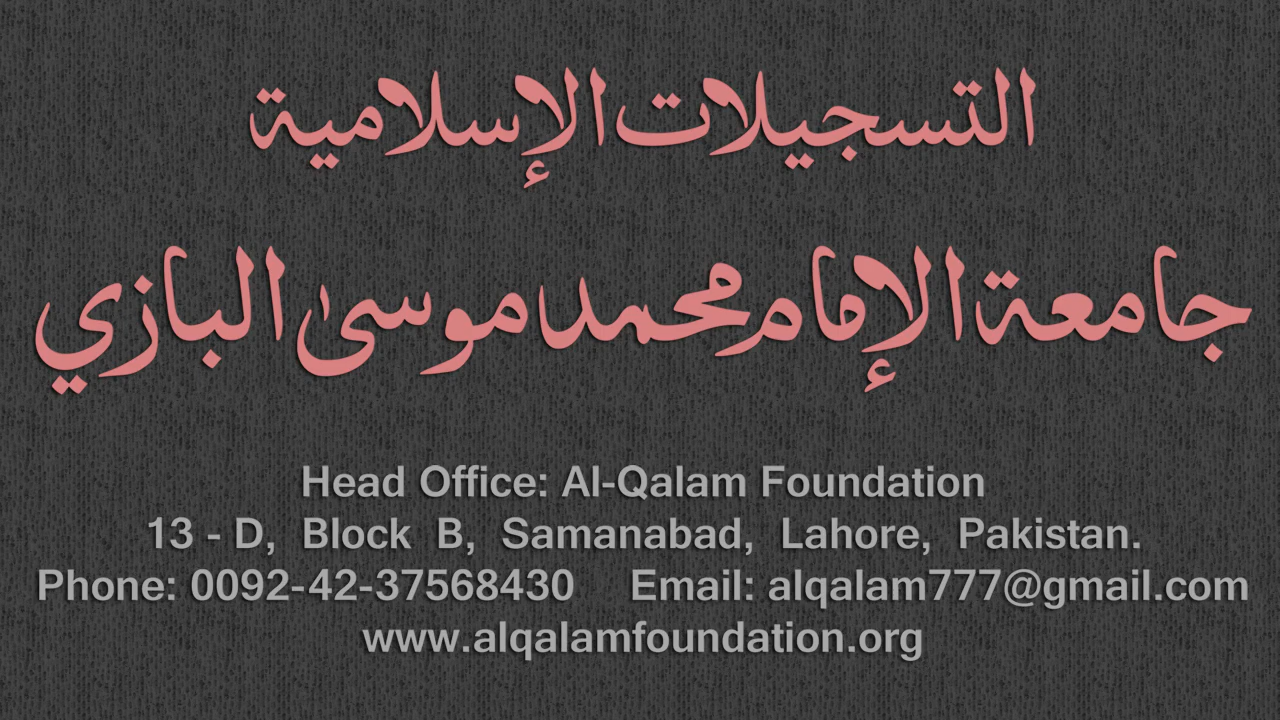 التسجيلات الإسلامية
جامعة الإمام محمد موسىٰ البازي
Head Office: Al-Qalam Foundation
13 - D, Block B, Samanabad, Lahore, Pakistan.
Phone: 0092-42-37568430 Email: alqalam777@gmail.com
www.alqalamfoundation.org